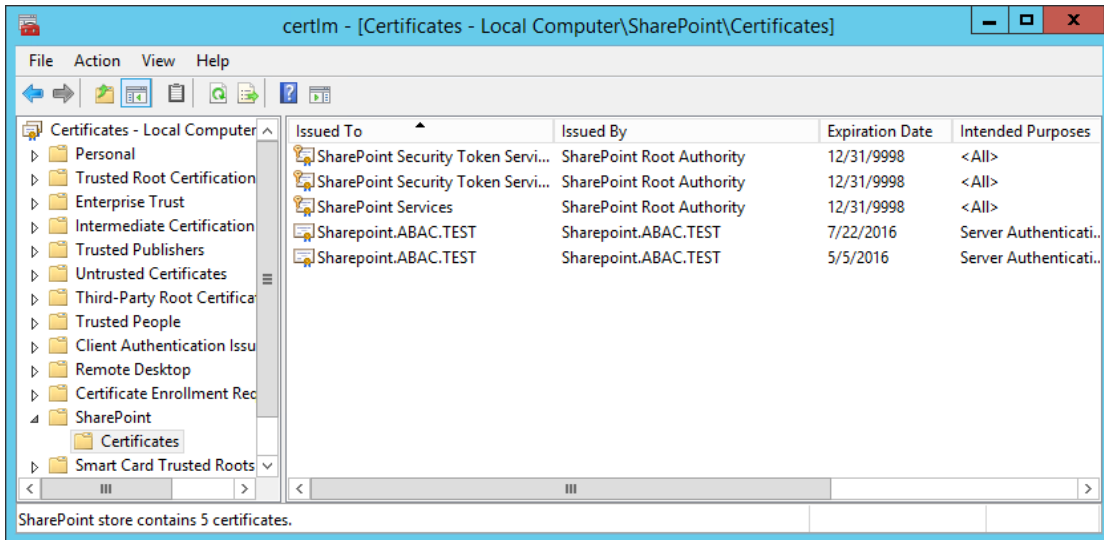 certlm - [Certificates - Local Computer\SharePoint\Certificates]
File Action View Help
Certificates - Local Computer
Personal
Trusted Root Certification
Enterprise Trust
Intermediate Certification
Trusted Publishers
Untrusted Certificates
Third-Party Root Certifica
Trusted People
Client Authentication Issu
Remote Desktop
Certificate Enrollment Req
SharePoint
Certificates
Smart Card Trusted Roots
Issued To Issued By Expiration Date Intended Purposes
SharePoint Security Token Servi... SharePoint Root Authority 12/31/9998 <All>
SharePoint Security Token Servi... SharePoint Root Authority 12/31/9998 <All>
SharePoint Services SharePoint Root Authority 12/31/9998 <All>
Sharepoint.ABAC.TEST Sharepoint.ABAC.TEST 7/22/2016 Server Authenticati..
Sharepoint.ABAC.TEST Sharepoint.ABAC.TEST 5/5/2016 Server Authenticati..
SharePoint store contains 5 certificates.